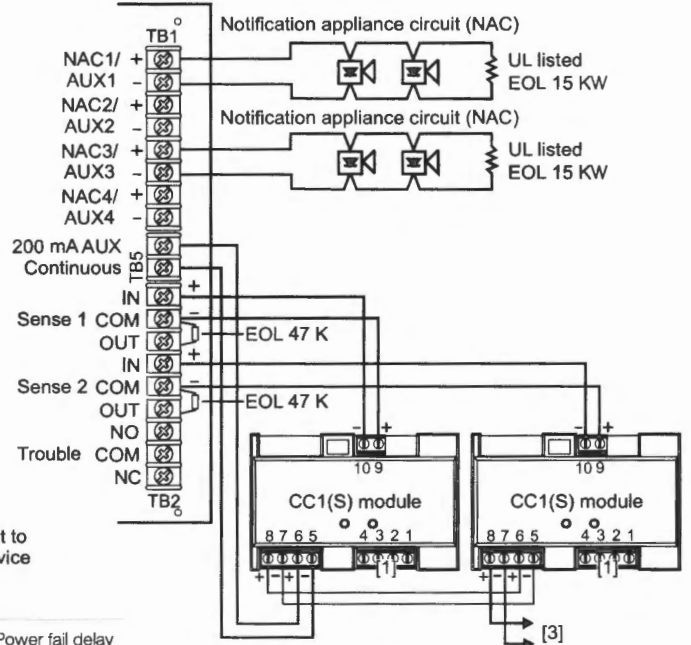 TB1
Notification appliance circuit (NAC)
NAC1/ +
AUX1 -
UL listed
EOL 15 KW
NAC2/ +
AUX2 -
Notification appliance circuit (NAC)
NAC3/ +
AUX3 -
UL listed
EOL 15 KW
NAC4/ +
AUX4 -
200 mA AUX
Continuous
TB5
IN +
Sense 1 COM -
OUT
EOL 47 K
IN +
Sense 2 COM -
OUT
EOL 47 K
NO
Trouble COM
NC
TB2
- +
10 9
CC1(S) module
8 7 6 5 4 3 2 1
[1]
+ - + -
- +
10 9
CC1(S) module
8 7 6 5 4 3 2 1
[1]
+ - + -
[3]
t to
vice
Power fail delay